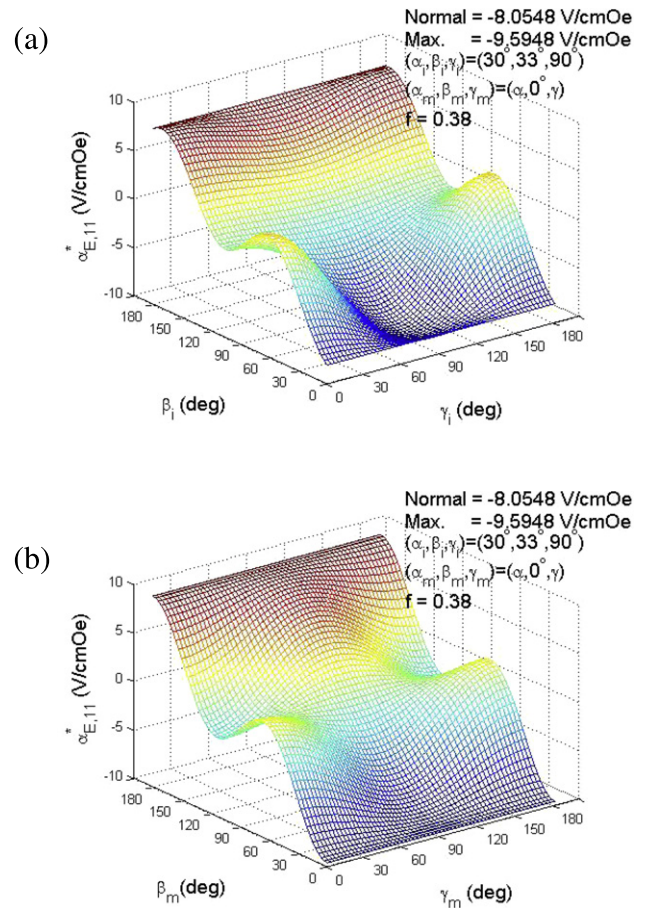 (a)
Normal = -8.0548 V/cmOe
Max. = -9.5948 V/cmOe
(αi,βi,γi)=(30°,33°,90°)
(αm,βm,γm)=(α,0°,γ)
f = 0.38
10
5
0
-5
-10
α*E,11 (V/cmOe)
180
150
120
90
60
30
0
βi (deg)
0
30
60
90
120
150
180
γi (deg)
(b)
Normal = -8.0548 V/cmOe
Max. = -9.5948 V/cmOe
(αi,βi,γi)=(30°,33°,90°)
(αm,βm,γm)=(α,0°,γ)
f = 0.38
10
5
0
-5
-10
α*E,11 (V/cmOe)
180
150
120
90
60
30
0
βm(deg)
0
30
60
90
120
150
180
γm (deg)